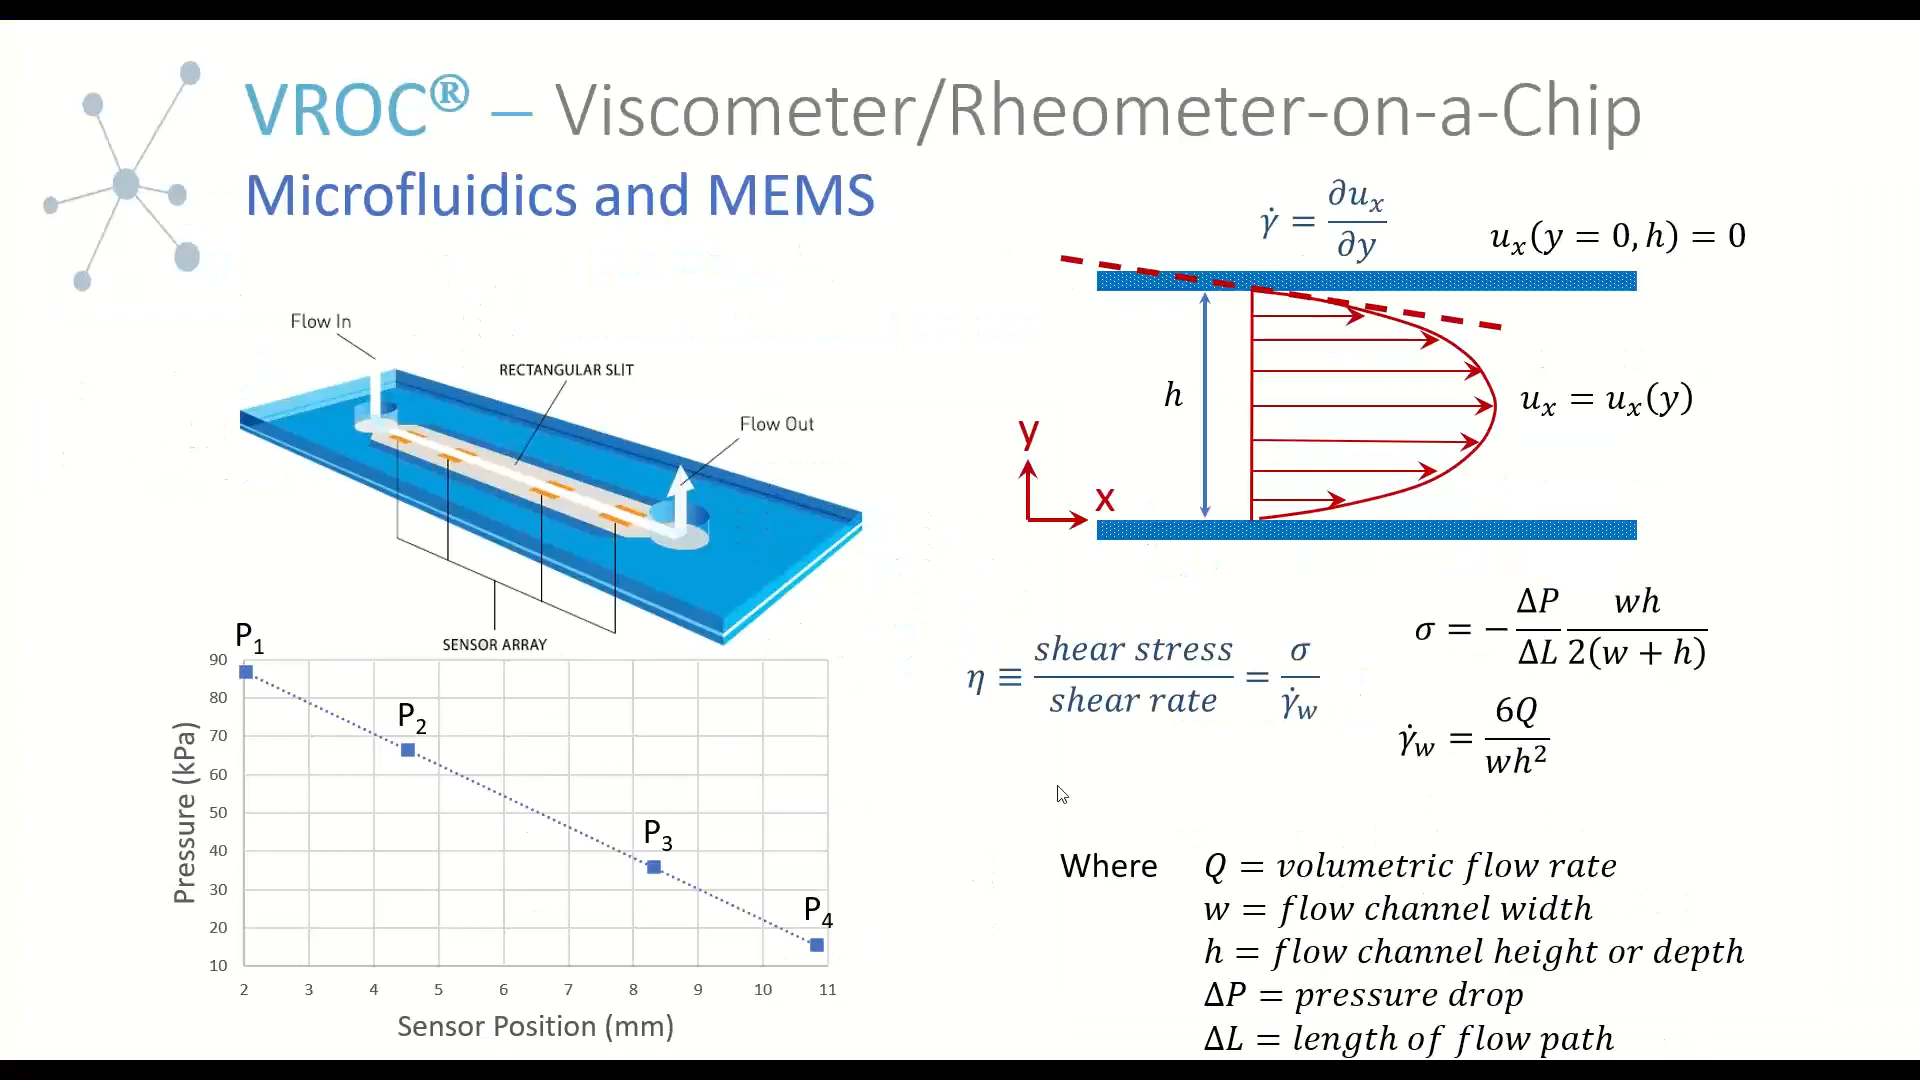 VROC® – Viscometer/Rheometer-on-a-Chip
Microfluidics and MEMS
Flow In
RECTANGULAR SLIT
Flow Out
SENSOR ARRAY
P₁
P₂
P₃
P₄
90
80
70
60
50
40
30
20
10
2 3 4 5 6 7 8 9 10 11
Pressure (kPa)
Sensor Position (mm)
γ̇ = ∂uₓ/∂y
uₓ(y = 0, h) = 0
h
uₓ = uₓ(y)
y
x
η ≡ shear stress/shear rate = σ/γ̇_w
σ = − ΔP/ΔL wh/2(w + h)
γ̇_w = 6Q/wh²
Where Q = volumetric flow rate
w = flow channel width
h = flow channel height or depth
ΔP = pressure drop
ΔL = length of flow path